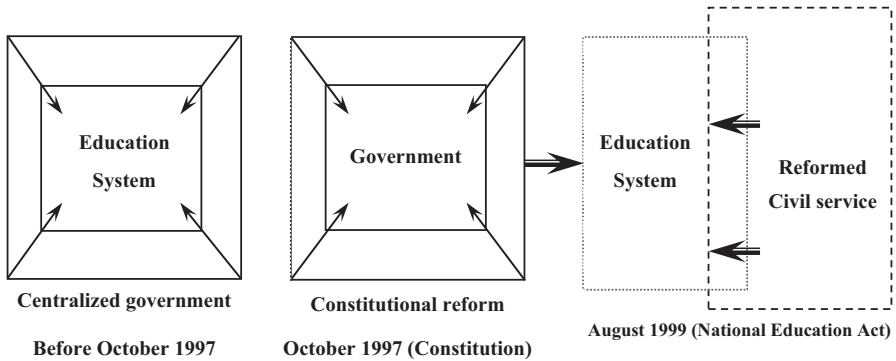 Education
System
Centralized government
Before October 1997
Government
Constitutional reform
October 1997 (Constitution)
Education
System
Reformed
Civil service
August 1999 (National Education Act)